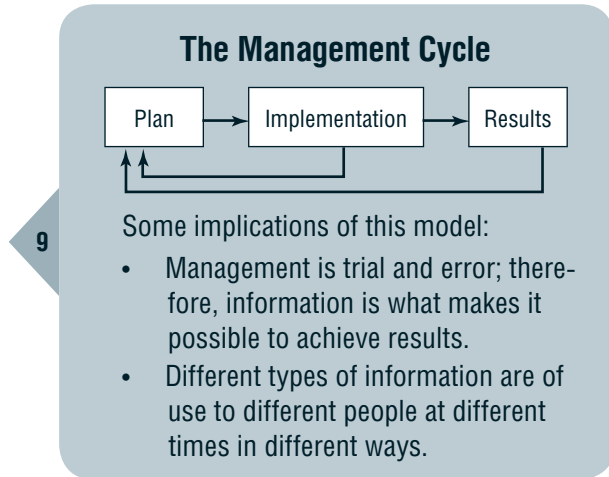 The Management Cycle
Plan Implementation Results
9
Some implications of this model:
• Management is trial and error; there-
fore, information is what makes it
possible to achieve results.
• Different types of information are of
use to different people at different
times in different ways.